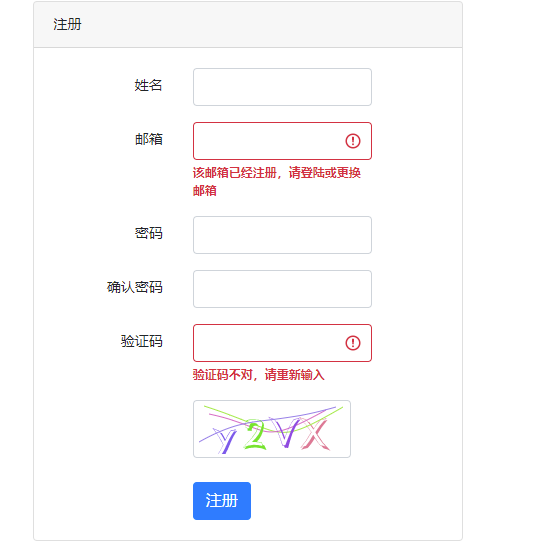 注册
姓名
邮箱
该邮箱已经注册，请登陆或更换
邮箱
密码
确认密码
验证码
验证码不对，请重新输入
y2VX
注册